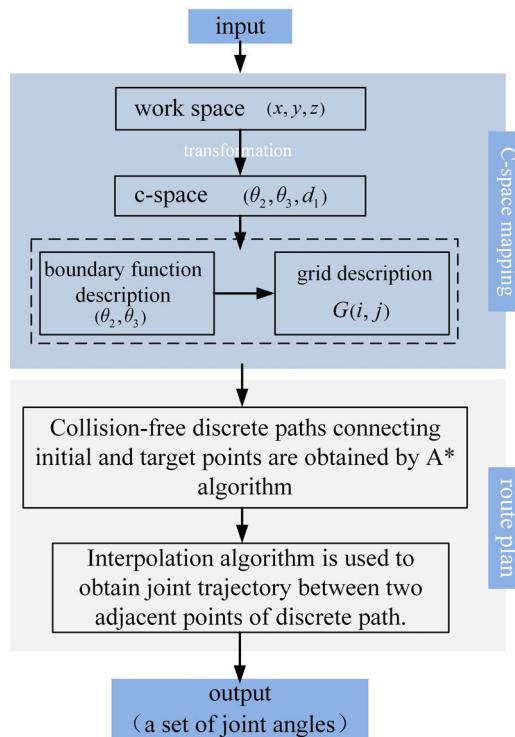 input
work space (x, y, z)
transformation
c-space (θ₂, θ₃, d₁)
boundary function
description
(θ₂, θ₃)
grid description
G(i, j)
C-space mapping
Collision-free discrete paths connecting
initial and target points are obtained by A*
algorithm
Interpolation algorithm is used to
obtain joint trajectory between two
adjacent points of discrete path.
route plan
output
（a set of joint angles）